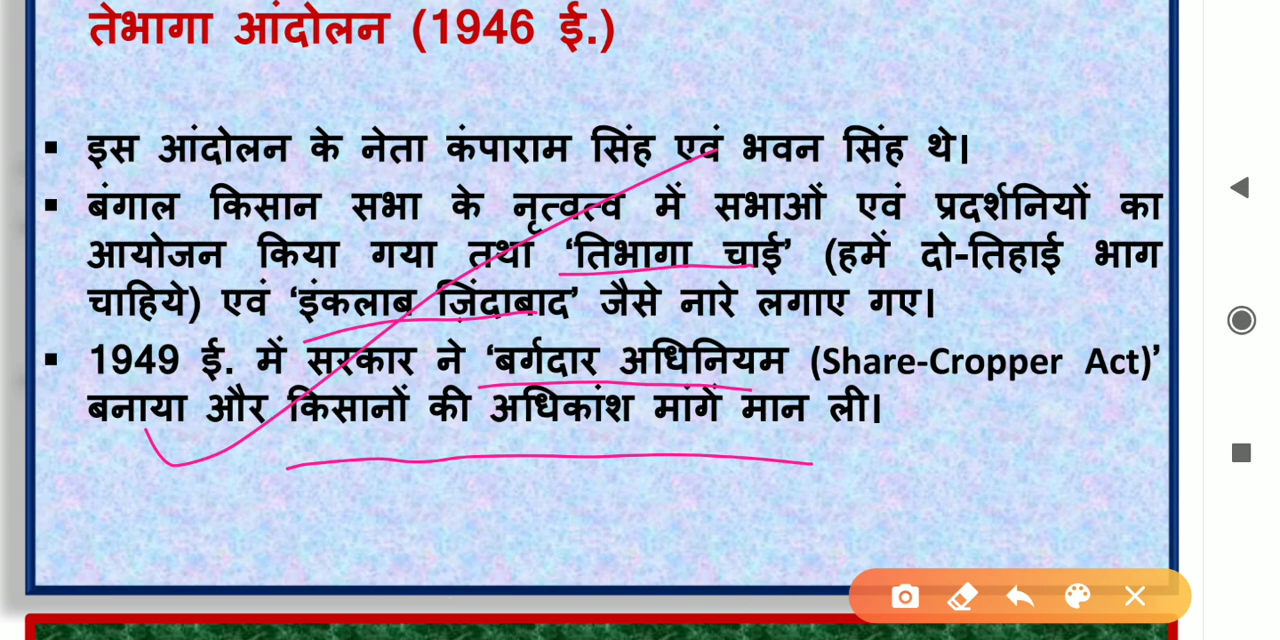 तेभागा आंदोलन (1946 ई.)
▪ इस आंदोलन के नेता कंपाराम सिंह एवं भवन सिंह थे।
▪ बंगाल किसान सभा के नृत्वत्व में सभाओं एवं प्रदर्शनियों का
आयोजन किया गया तथा ‘तिभागा चाई’ (हमें दो-तिहाई भाग
चाहिये) एवं ‘इंकलाब ज़िंदाबाद’ जैसे नारे लगाए गए।
▪ 1949 ई. में सरकार ने ‘बर्गदार अधिनियम (Share-Cropper Act)’
बनाया और किसानों की अधिकांश मांगें मान ली।